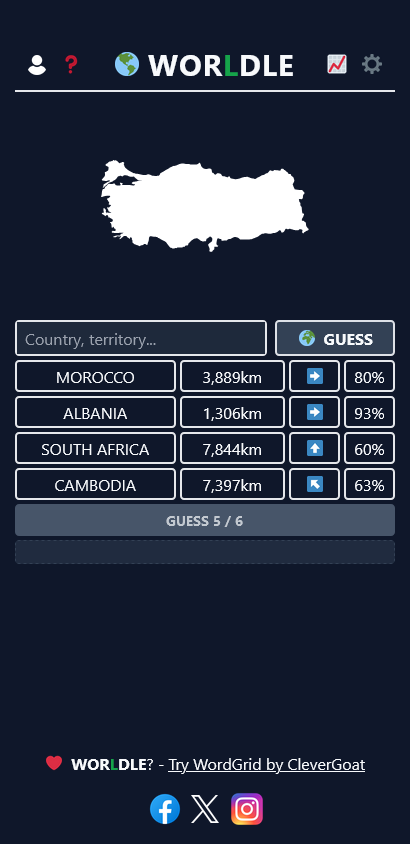 WORLDLE
Country, territory...
GUESS
MOROCCO 3,889km 80%
ALBANIA 1,306km 93%
SOUTH AFRICA 7,844km 60%
CAMBODIA 7,397km 63%
GUESS 5 / 6
WORLDLE? - Try WordGrid by CleverGoat